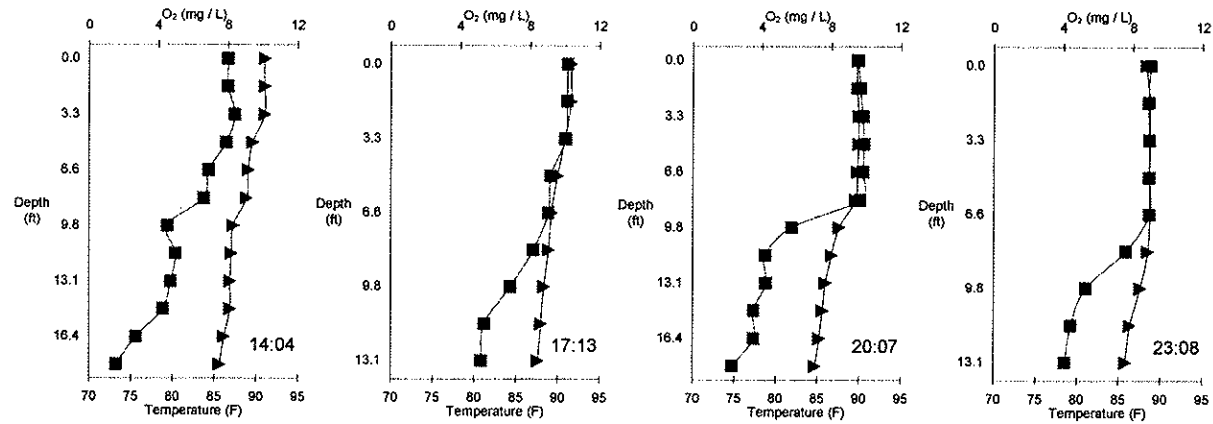 O₂ (mg / L)
0 4 8 12
0.0
3.3
6.6
Depth
(ft)
9.8
13.1
16.4
14:04
70 75 80 85 90 95
Temperature (F)
O₂ (mg / L)
0 4 8 12
0.0
3.3
Depth
(ft)
6.6
9.8
13.1
17:13
70 75 80 85 90 95
Temperature (F)
O₂ (mg / L)
0 4 8 12
0.0
3.3
6.6
Depth
(ft)
9.8
13.1
16.4
20:07
70 75 80 85 90 95
Temperature (F)
O₂ (mg / L)
0 4 8 12
0.0
3.3
Depth
(ft)
6.6
9.8
13.1
23:08
70 75 80 85 90 95
Temperature (F)